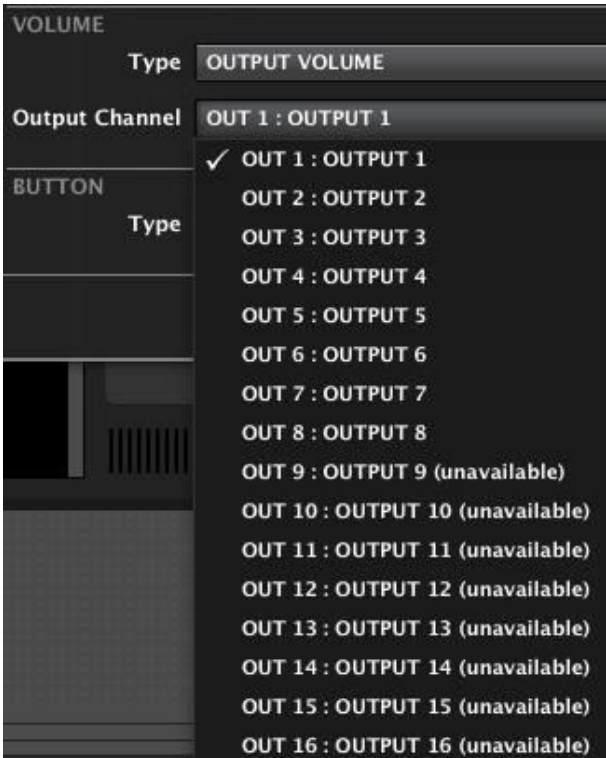 VOLUME
Type OUTPUT VOLUME
Output Channel OUT 1 : OUTPUT 1
✓ OUT 1 : OUTPUT 1
BUTTON
OUT 2 : OUTPUT 2
Type
OUT 3 : OUTPUT 3
OUT 4 : OUTPUT 4
OUT 5 : OUTPUT 5
OUT 6 : OUTPUT 6
OUT 7 : OUTPUT 7
OUT 8 : OUTPUT 8
OUT 9 : OUTPUT 9 (unavailable)
OUT 10 : OUTPUT 10 (unavailable)
OUT 11 : OUTPUT 11 (unavailable)
OUT 12 : OUTPUT 12 (unavailable)
OUT 13 : OUTPUT 13 (unavailable)
OUT 14 : OUTPUT 14 (unavailable)
OUT 15 : OUTPUT 15 (unavailable)
OUT 16 : OUTPUT 16 (unavailable)